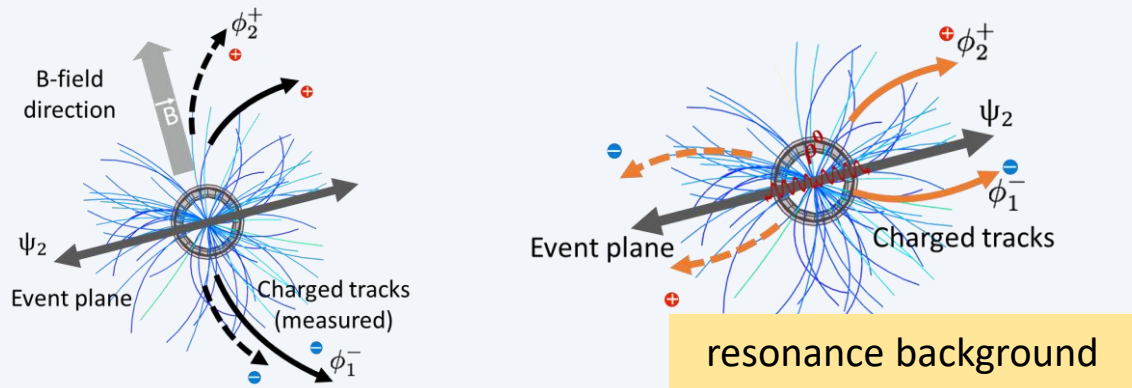 ϕ₂⁺
+
B-field
direction
B⃗
+
Ψ₂
Event plane
Charged tracks
(measured)
−
−
ϕ₁⁻
+
ϕ₂⁺
ρ⁰
Ψ₂
−
−
ϕ₁⁻
Event plane
Charged tracks
+
resonance background